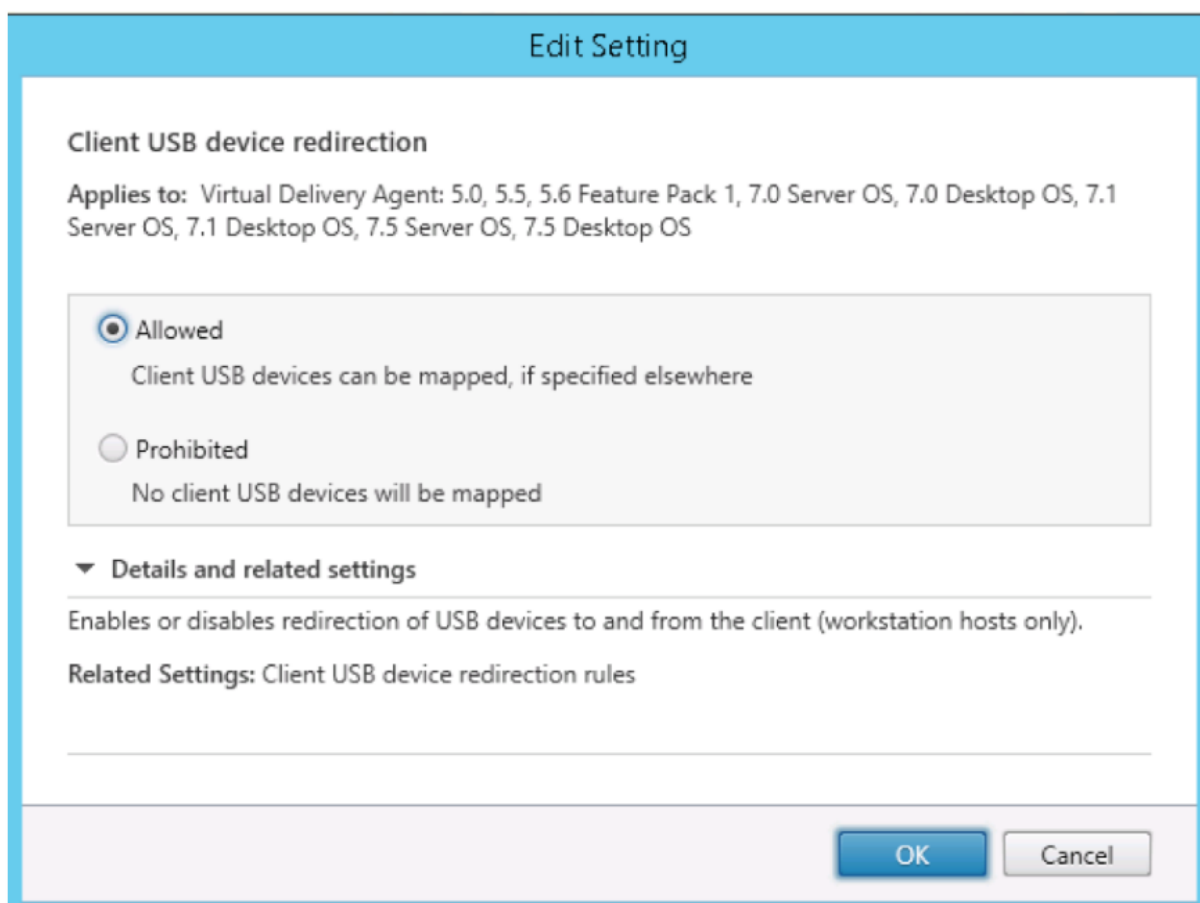 Edit Setting
Client USB device redirection
Applies to: Virtual Delivery Agent: 5.0, 5.5, 5.6 Feature Pack 1, 7.0 Server OS, 7.0 Desktop OS, 7.1
Server OS, 7.1 Desktop OS, 7.5 Server OS, 7.5 Desktop OS
Allowed
Client USB devices can be mapped, if specified elsewhere
Prohibited
No client USB devices will be mapped
Details and related settings
Enables or disables redirection of USB devices to and from the client (workstation hosts only).
Related Settings: Client USB device redirection rules
OK
Cancel